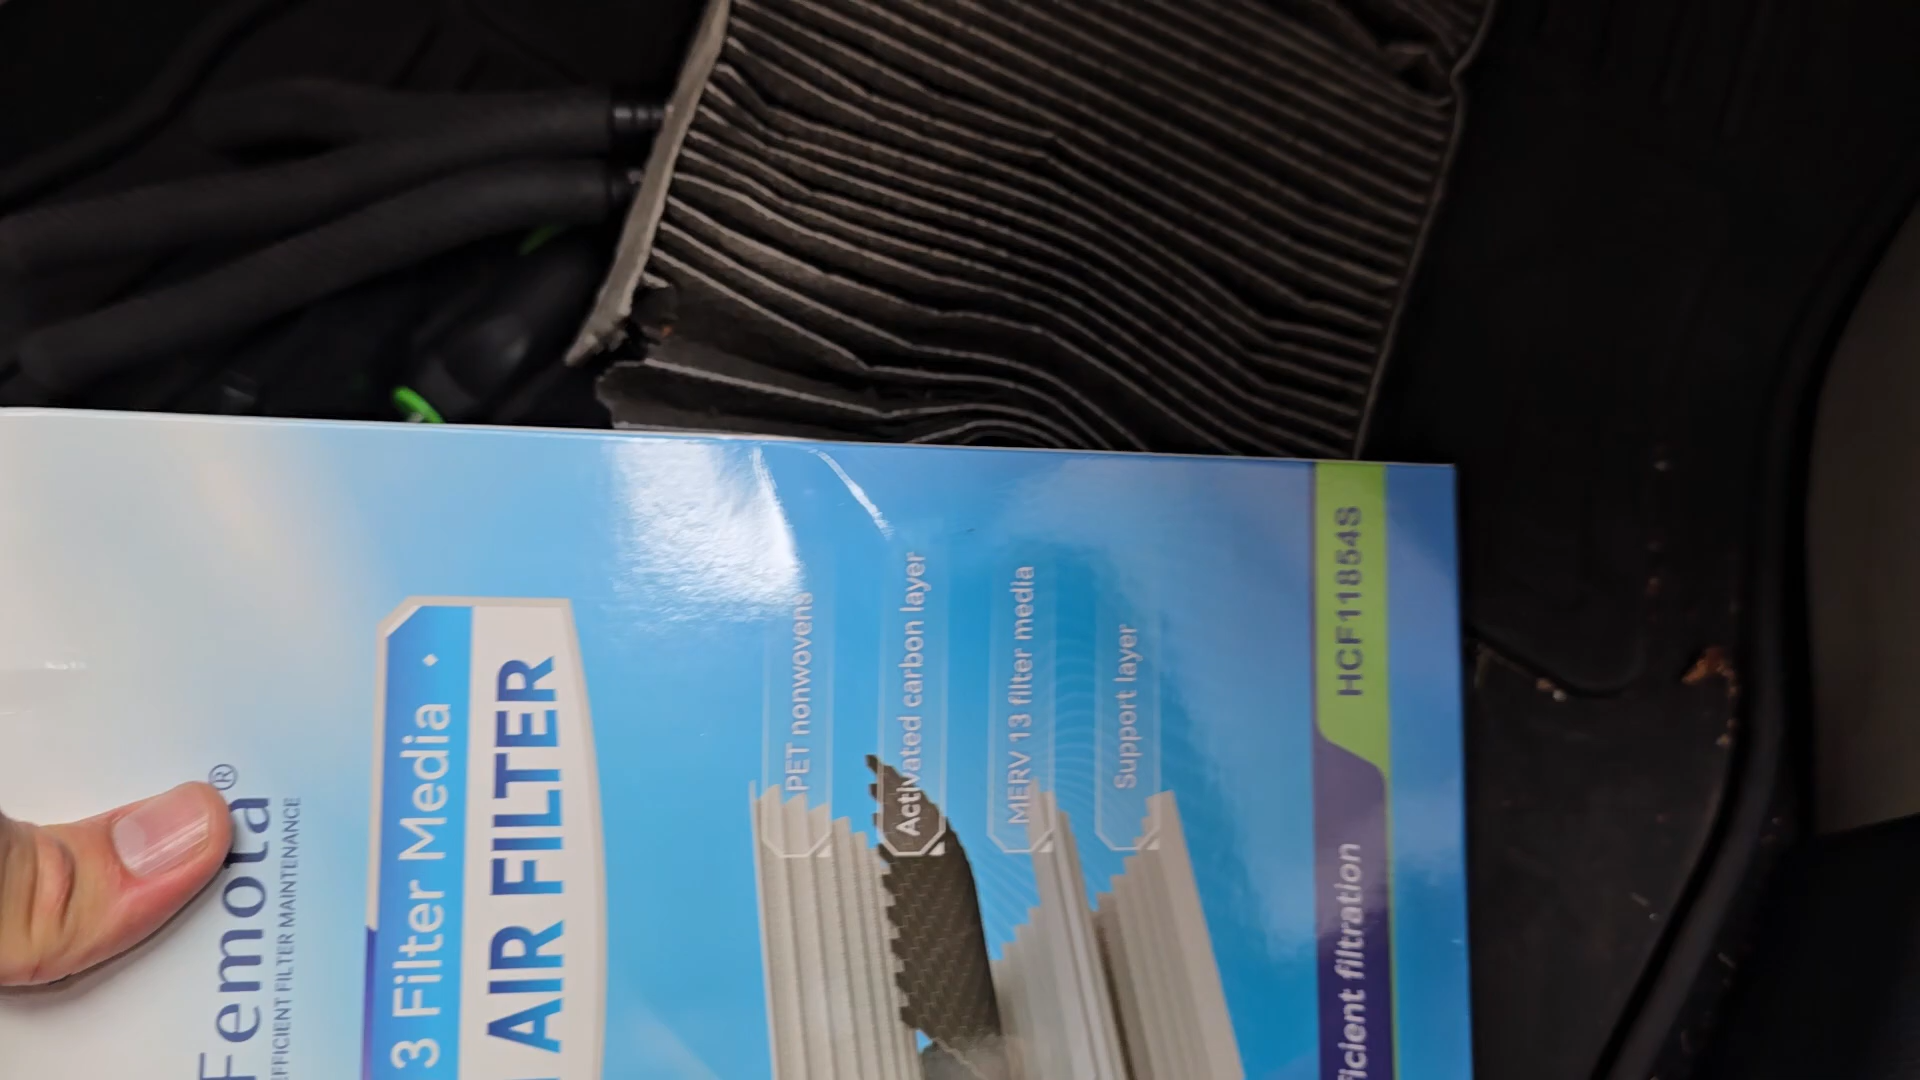 Femota®
EFFICIENT FILTER MAINTENANCE
3 Filter Media •
AIR FILTER
PET nonwovens
Activated carbon layer
MERV 13 filter media
Support layer
filtration
HCF11854S